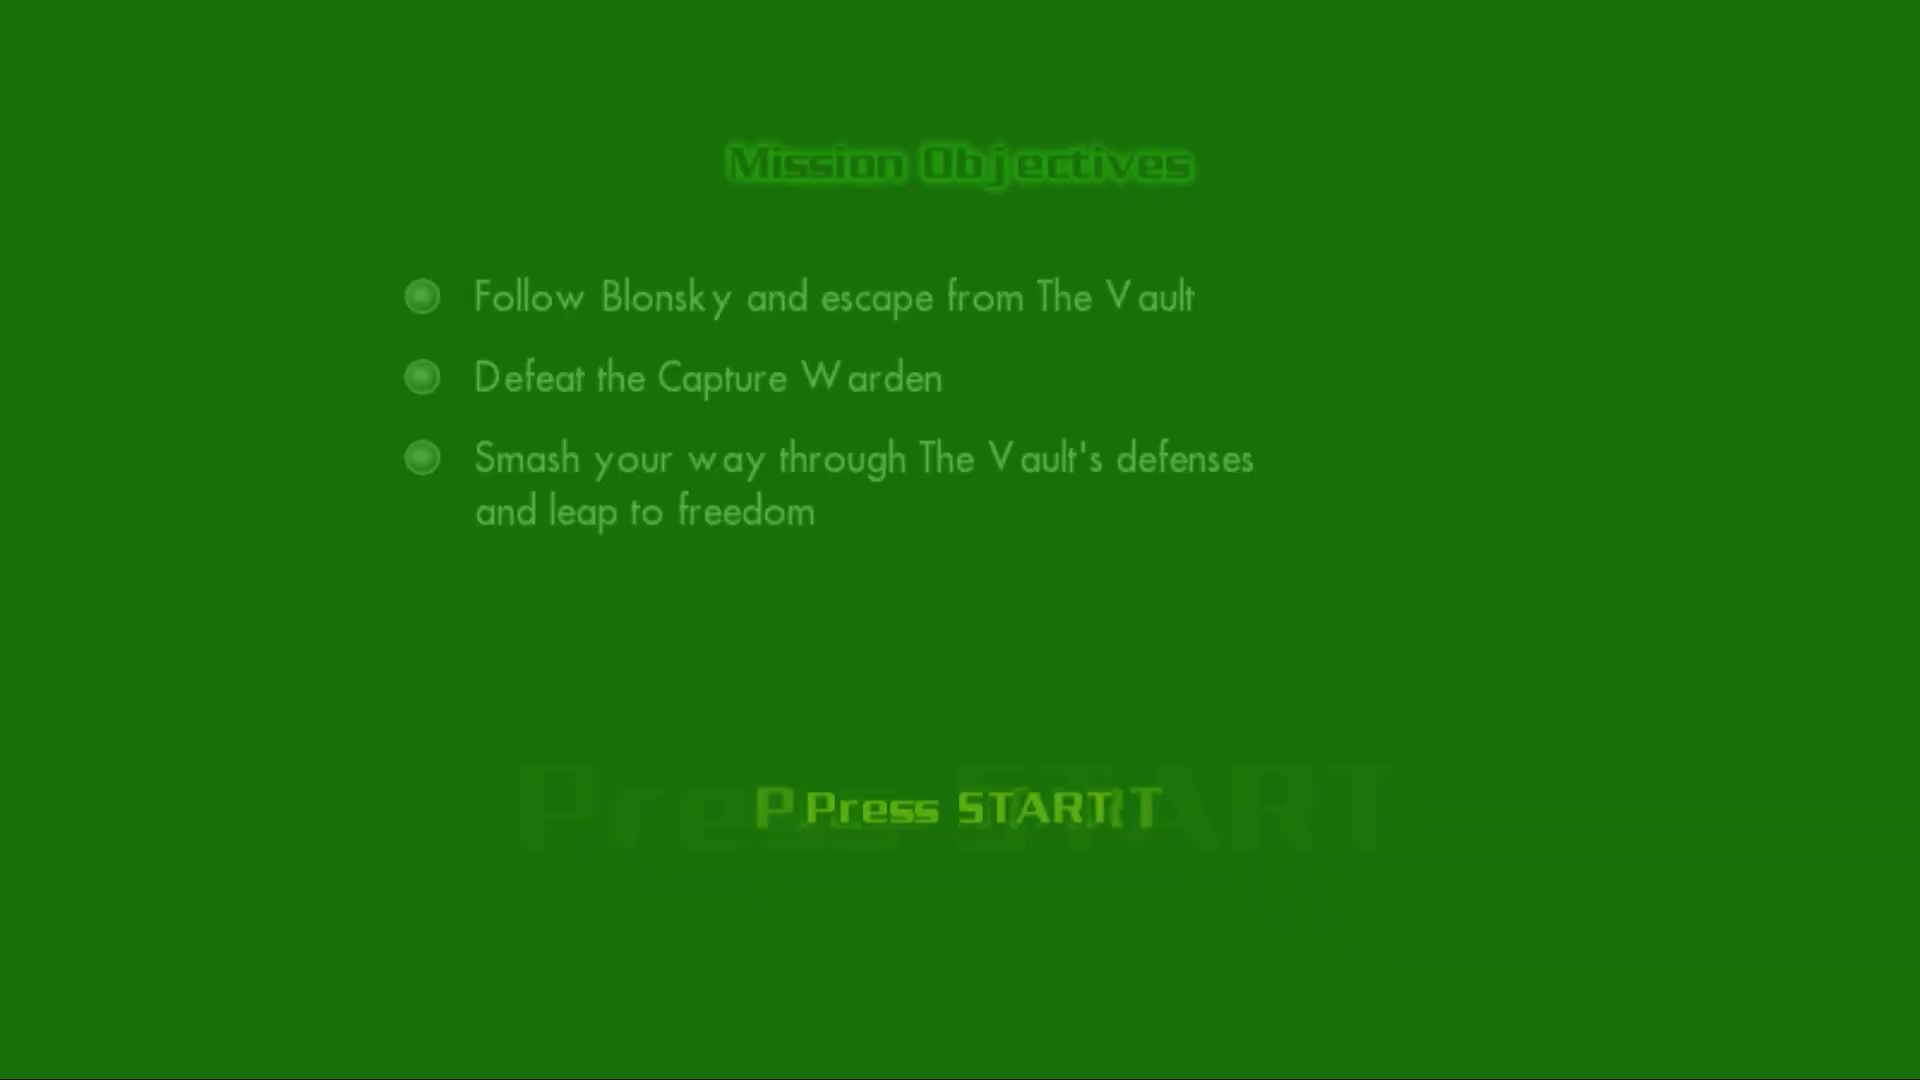 Mission Objectives
Follow Blonsky and escape from The Vault
Defeat the Capture Warden
Smash your way through The Vault's defenses
and leap to freedom
Press START